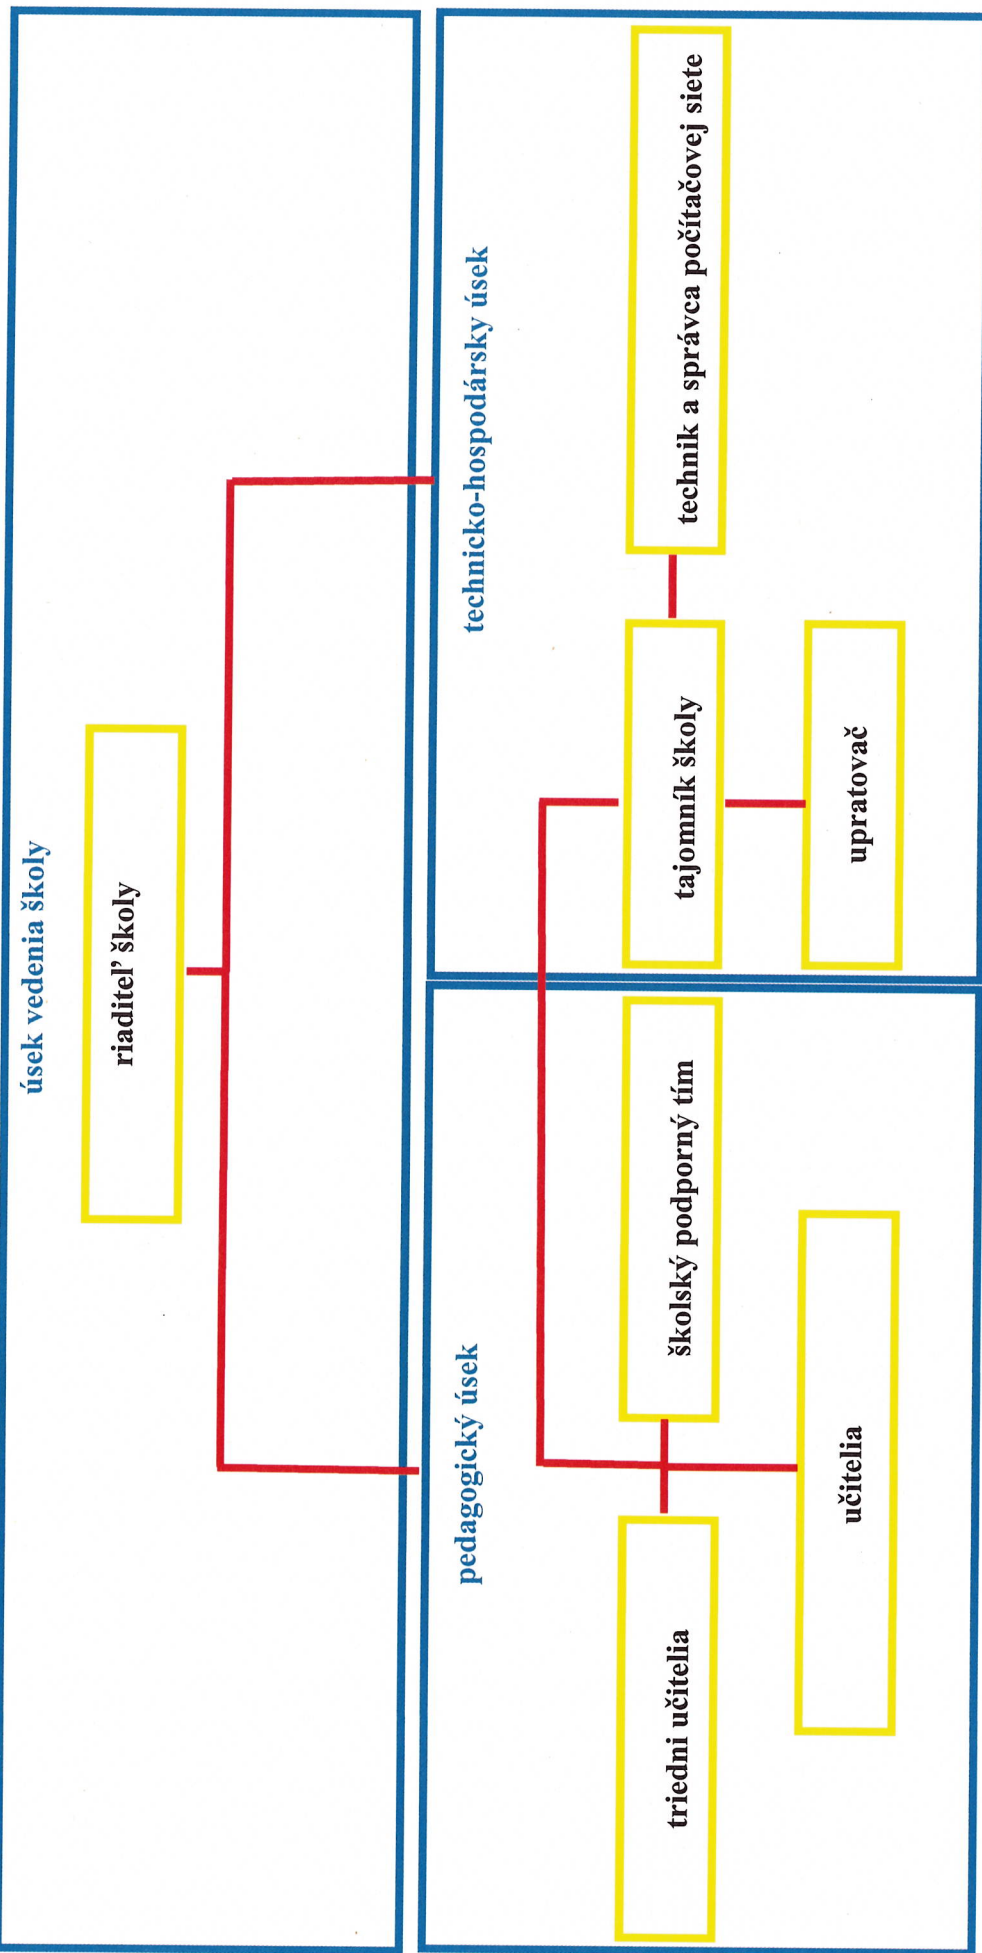 úsek vedenia školy
riaditeľ školy
pedagogický úsek
triedni učitelia
školský podporný tím
učitelia
technicko-hospodársky úsek
tajomník školy
technik a správca počítačovej siete
upratovač